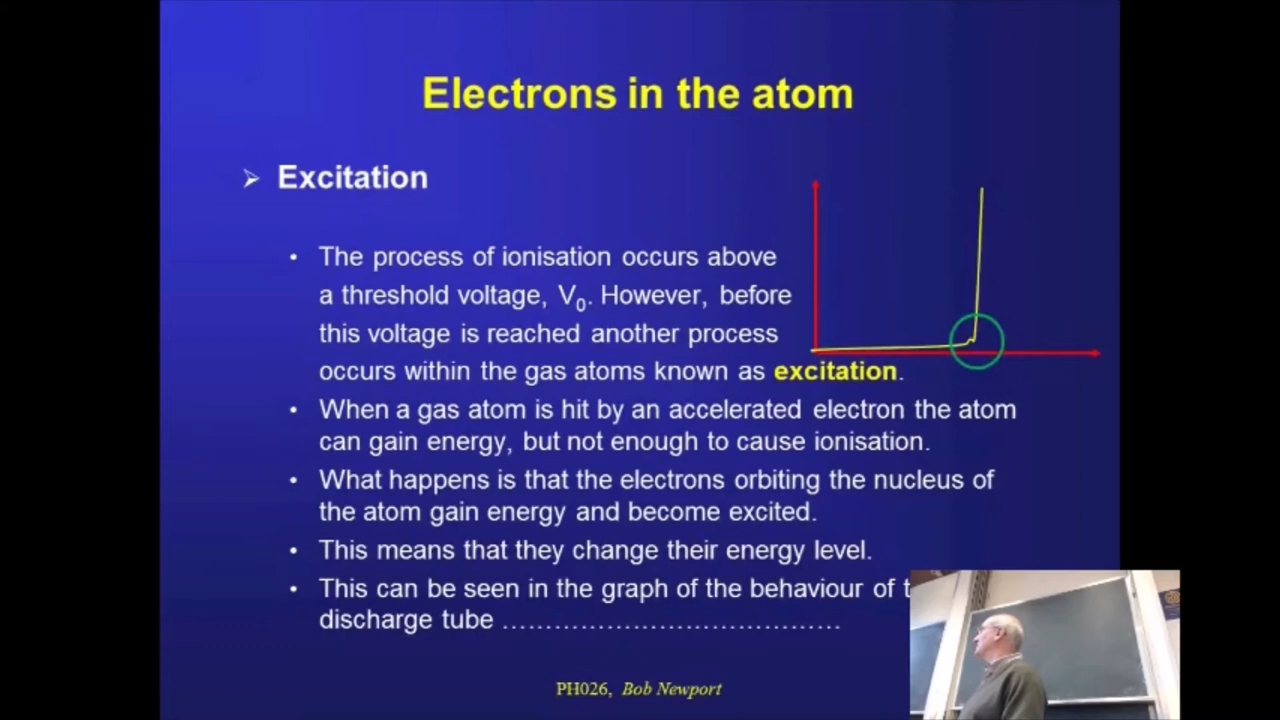 Electrons in the atom
➢ Excitation
• The process of ionisation occurs above
a threshold voltage, V₀. However, before
this voltage is reached another process
occurs within the gas atoms known as excitation.
• When a gas atom is hit by an accelerated electron the atom
can gain energy, but not enough to cause ionisation.
• What happens is that the electrons orbiting the nucleus of
the atom gain energy and become excited.
• This means that they change their energy level.
• This can be seen in the graph of the behaviour of
discharge tube ……………………………………
PH026, Bob Newport